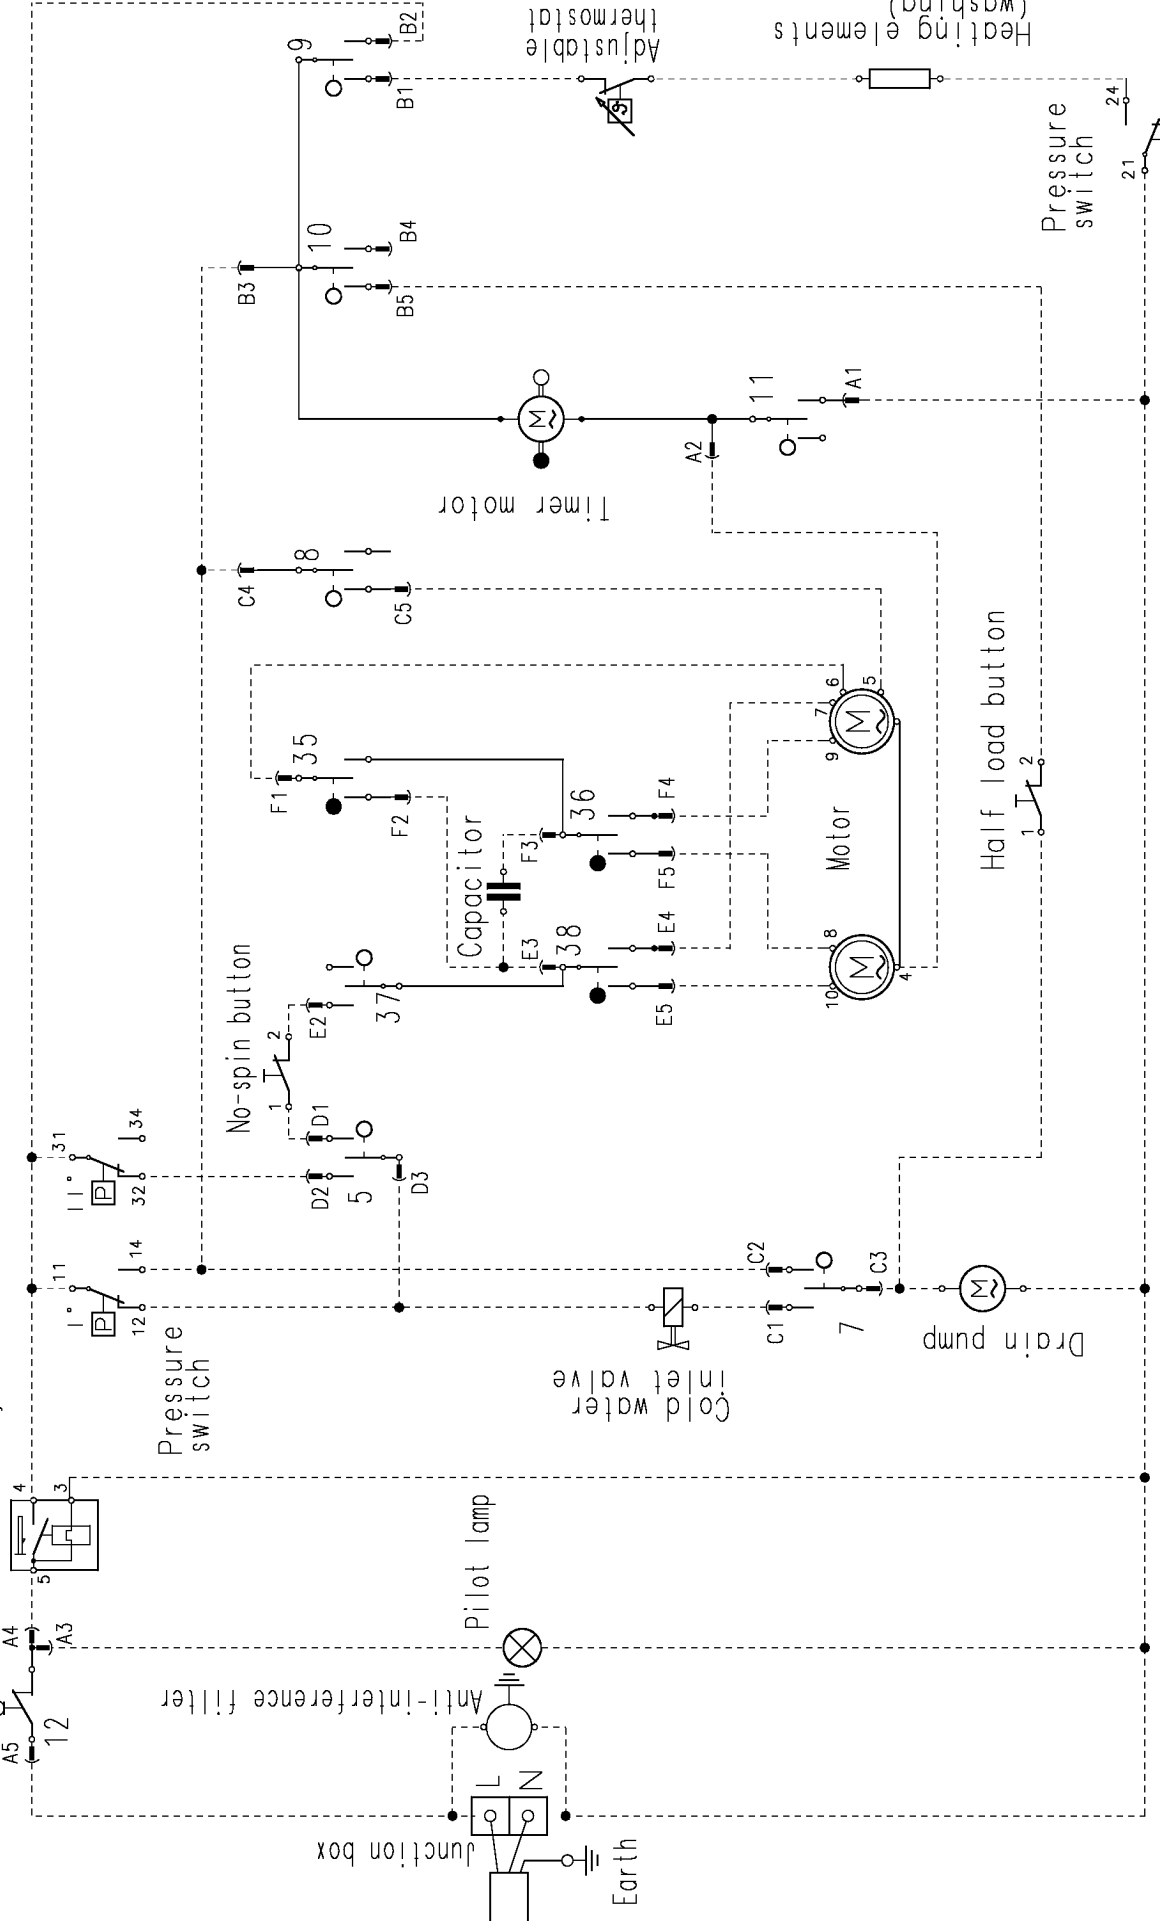 B2
9
B1
Adjustable
thermostat
Heating elements
(washing)
24
21
Pressure
switch
B3
10
B4
B5
M
Timer motor
A2
11
A1
C4
8
C5
F1
35
F2
Capacitor
F3
36
F4
F5
E3
38
E4
E5
6
7
5
9
M
Motor
8
10
M
4
Half load button
1
2
No-spin button
1
2
E2
37
D1
D2
5
D3
31
34
32
II°
P
11
14
12
I°
P
Pressure
switch
C2
C1
7
C3
M
Drain pump
Cold water
inlet valve
4
3
5
A4
A3
A5
12
Pilot lamp
Anti-interference filter
L
N
Junction box
Earth